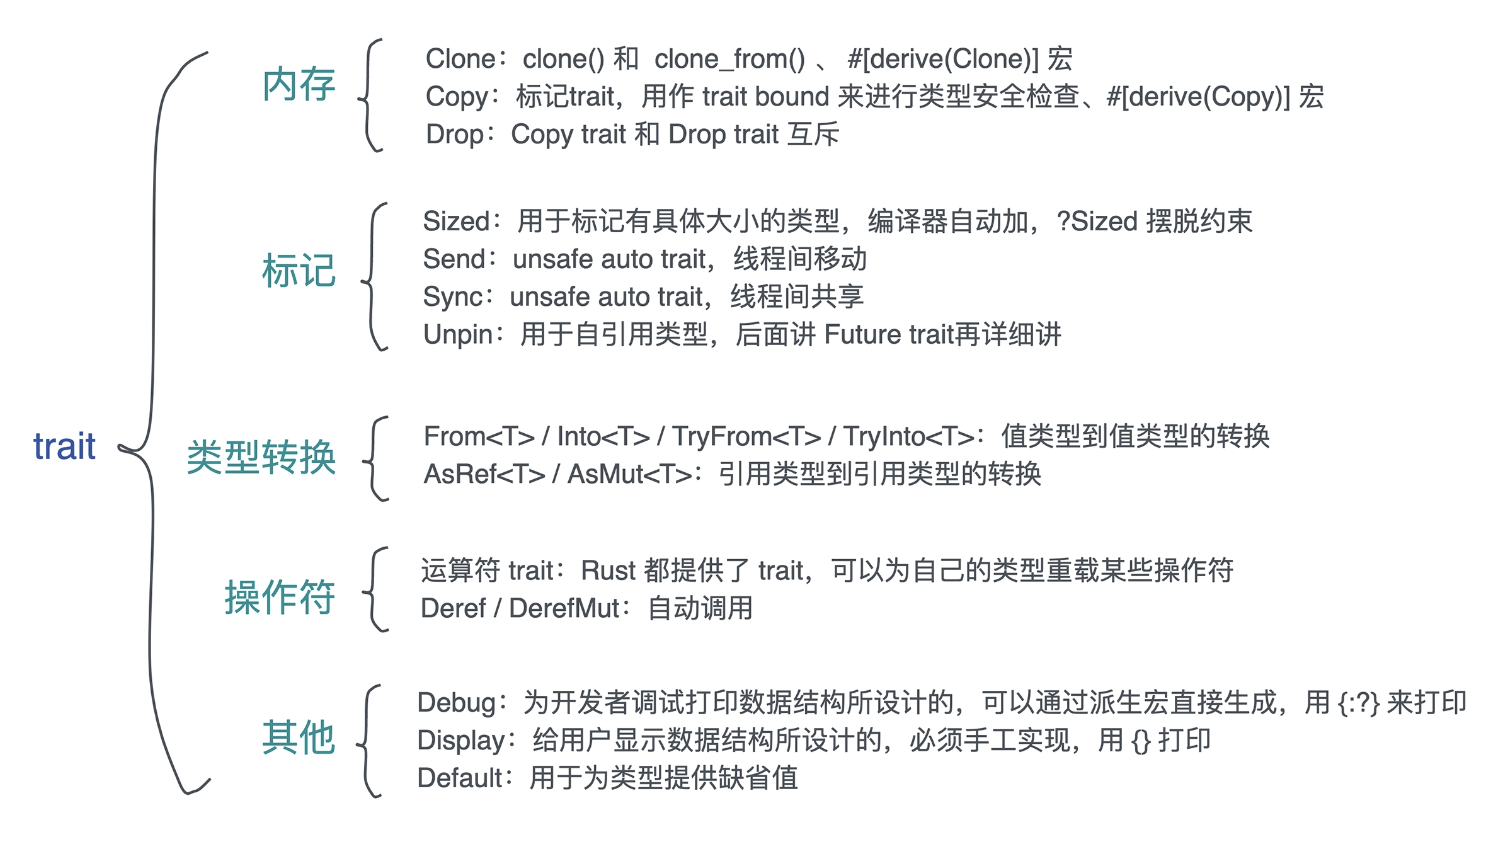 trait
内存
Clone：clone() 和 clone_from() 、 #[derive(Clone)] 宏
Copy：标记trait，用作 trait bound 来进行类型安全检查、#[derive(Copy)] 宏
Drop：Copy trait 和 Drop trait 互斥
标记
Sized：用于标记有具体大小的类型，编译器自动加，?Sized 摆脱约束
Send：unsafe auto trait，线程间移动
Sync：unsafe auto trait，线程间共享
Unpin：用于自引用类型，后面讲 Future trait再详细讲
类型转换
From<T> / Into<T> / TryFrom<T> / TryInto<T>：值类型到值类型的转换
AsRef<T> / AsMut<T>：引用类型到引用类型的转换
操作符
运算符 trait：Rust 都提供了 trait，可以为自己的类型重载某些操作符
Deref / DerefMut：自动调用
其他
Debug：为开发者调试打印数据结构所设计的，可以通过派生宏直接生成，用 {:?} 来打印
Display：给用户显示数据结构所设计的，必须手工实现，用 {} 打印
Default：用于为类型提供缺省值